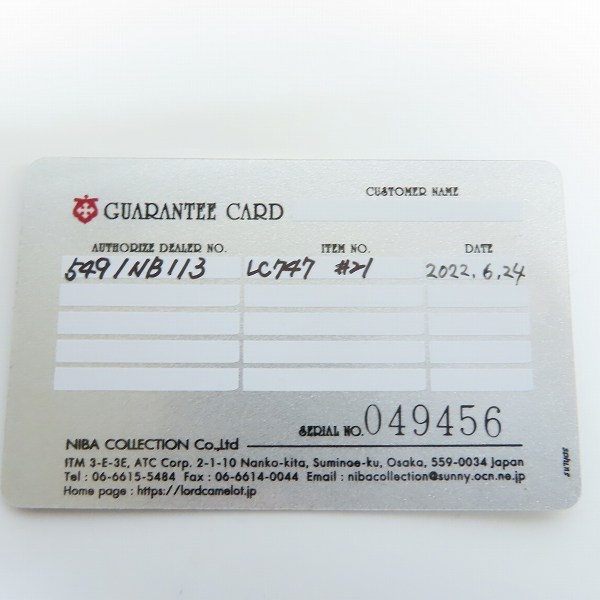 CUSTOMER NAME
GUARANTEE CARD
AUTHORIZE DEALER NO. ITEM NO. DATE
5491NB113 LC747 #21 2022.6.24
SERIAL NO. 049456
NIBA COLLECTION Co.,Ltd
ITM 3-E-3E, ATC Corp. 2-1-10 Nanko-kita, Suminoe-ku, Osaka, 559-0034 Japan
Tel : 06-6615-5484 Fax : 06-6614-0044 Email : nibacollection@sunny.ocn.ne.jp
Home page : https://lordcamelot.jp